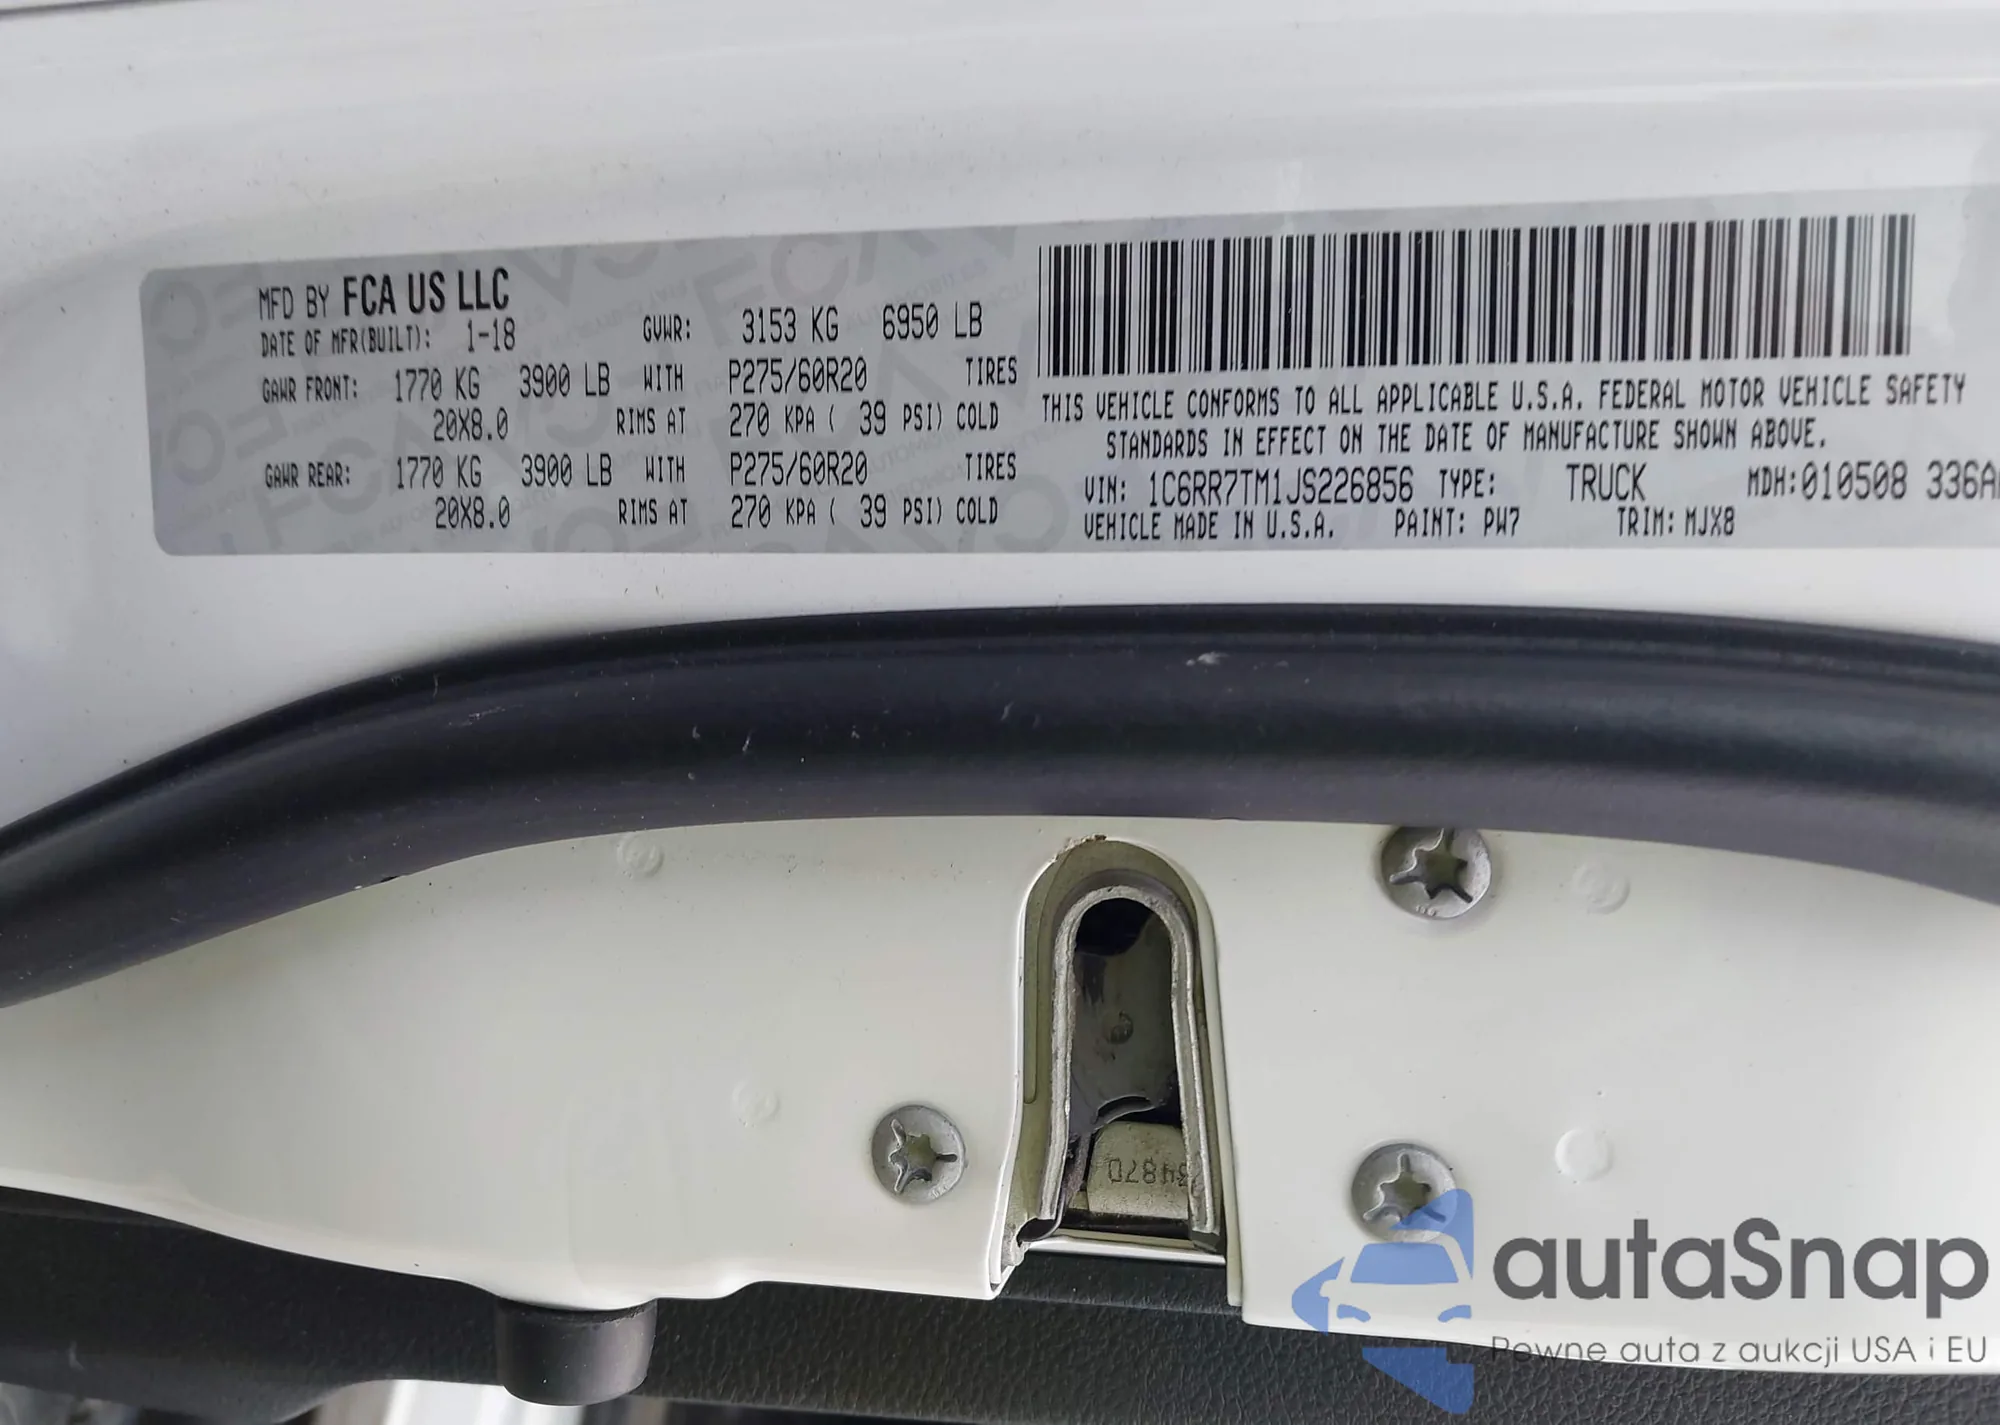 MFD BY FCA US LLC
DATE OF MFR(BUILT): 1-18 GVWR: 3153 KG 6950 LB
GAWR FRONT: 1770 KG 3900 LB WITH P275/60R20 TIRES
20X8.0 RIMS AT 270 KPA ( 39 PSI) COLD
GAWR REAR: 1770 KG 3900 LB WITH P275/60R20 TIRES
20X8.0 RIMS AT 270 KPA ( 39 PSI) COLD
THIS VEHICLE CONFORMS TO ALL APPLICABLE U.S.A. FEDERAL MOTOR VEHICLE SAFETY
STANDARDS IN EFFECT ON THE DATE OF MANUFACTURE SHOWN ABOVE.
VIN: 1C6RR7TM1JS226856 TYPE: TRUCK MDH:010508 336A
VEHICLE MADE IN U.S.A. PAINT: PW7 TRIM: MJX8
34870
autaSnap
Pewne auta z aukcji USA i EU